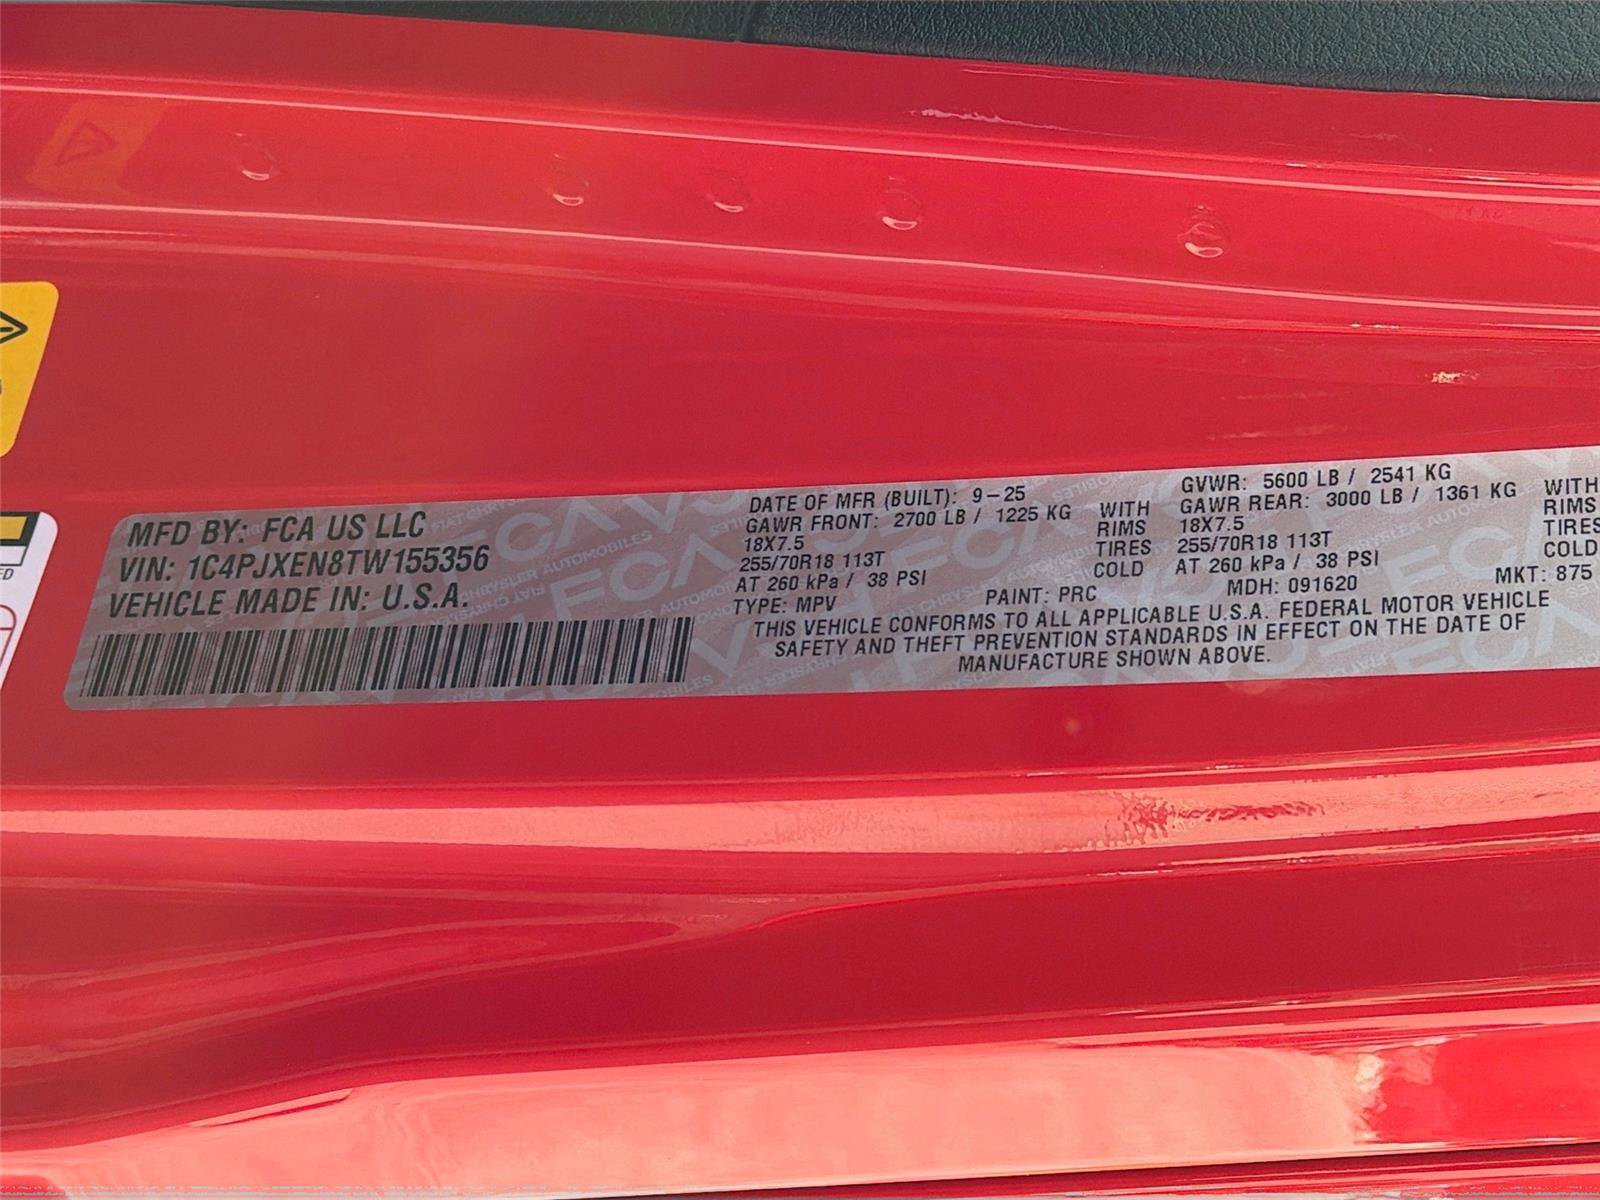 MFD BY: FCA US LLC
VIN: 1C4PJXEN8TW155356
VEHICLE MADE IN: U.S.A.
DATE OF MFR (BUILT): 9-25
GVWR: 5600 LB / 2541 KG
GAWR FRONT: 2700 LB / 1225 KG WITH
GAWR REAR: 3000 LB / 1361 KG WITH
18X7.5 RIMS
18X7.5 RIMS
255/70R18 113T TIRES
255/70R18 113T TIRES
AT 260 kPa / 38 PSI COLD
AT 260 kPa / 38 PSI COLD
TYPE: MPV PAINT: PRC MDH: 091620 MKT: 875
THIS VEHICLE CONFORMS TO ALL APPLICABLE U.S.A. FEDERAL MOTOR VEHICLE
SAFETY AND THEFT PREVENTION STANDARDS IN EFFECT ON THE DATE OF
MANUFACTURE SHOWN ABOVE.